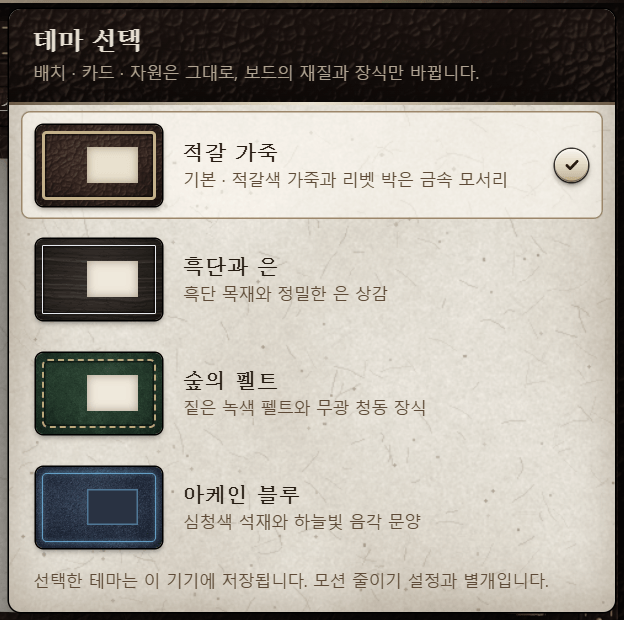 테마 선택
배치 · 카드 · 자원은 그대로, 보드의 재질과 장식만 바뀝니다.
적갈 가죽
기본 · 적갈색 가죽과 리벳 박은 금속 모서리
흑단과 은
흑단 목재와 정밀한 은 상감
숲의 펠트
짙은 녹색 펠트와 무광 청동 장식
아케인 블루
심청색 석재와 하늘빛 음각 문양
선택한 테마는 이 기기에 저장됩니다. 모션 줄이기 설정과 별개입니다.